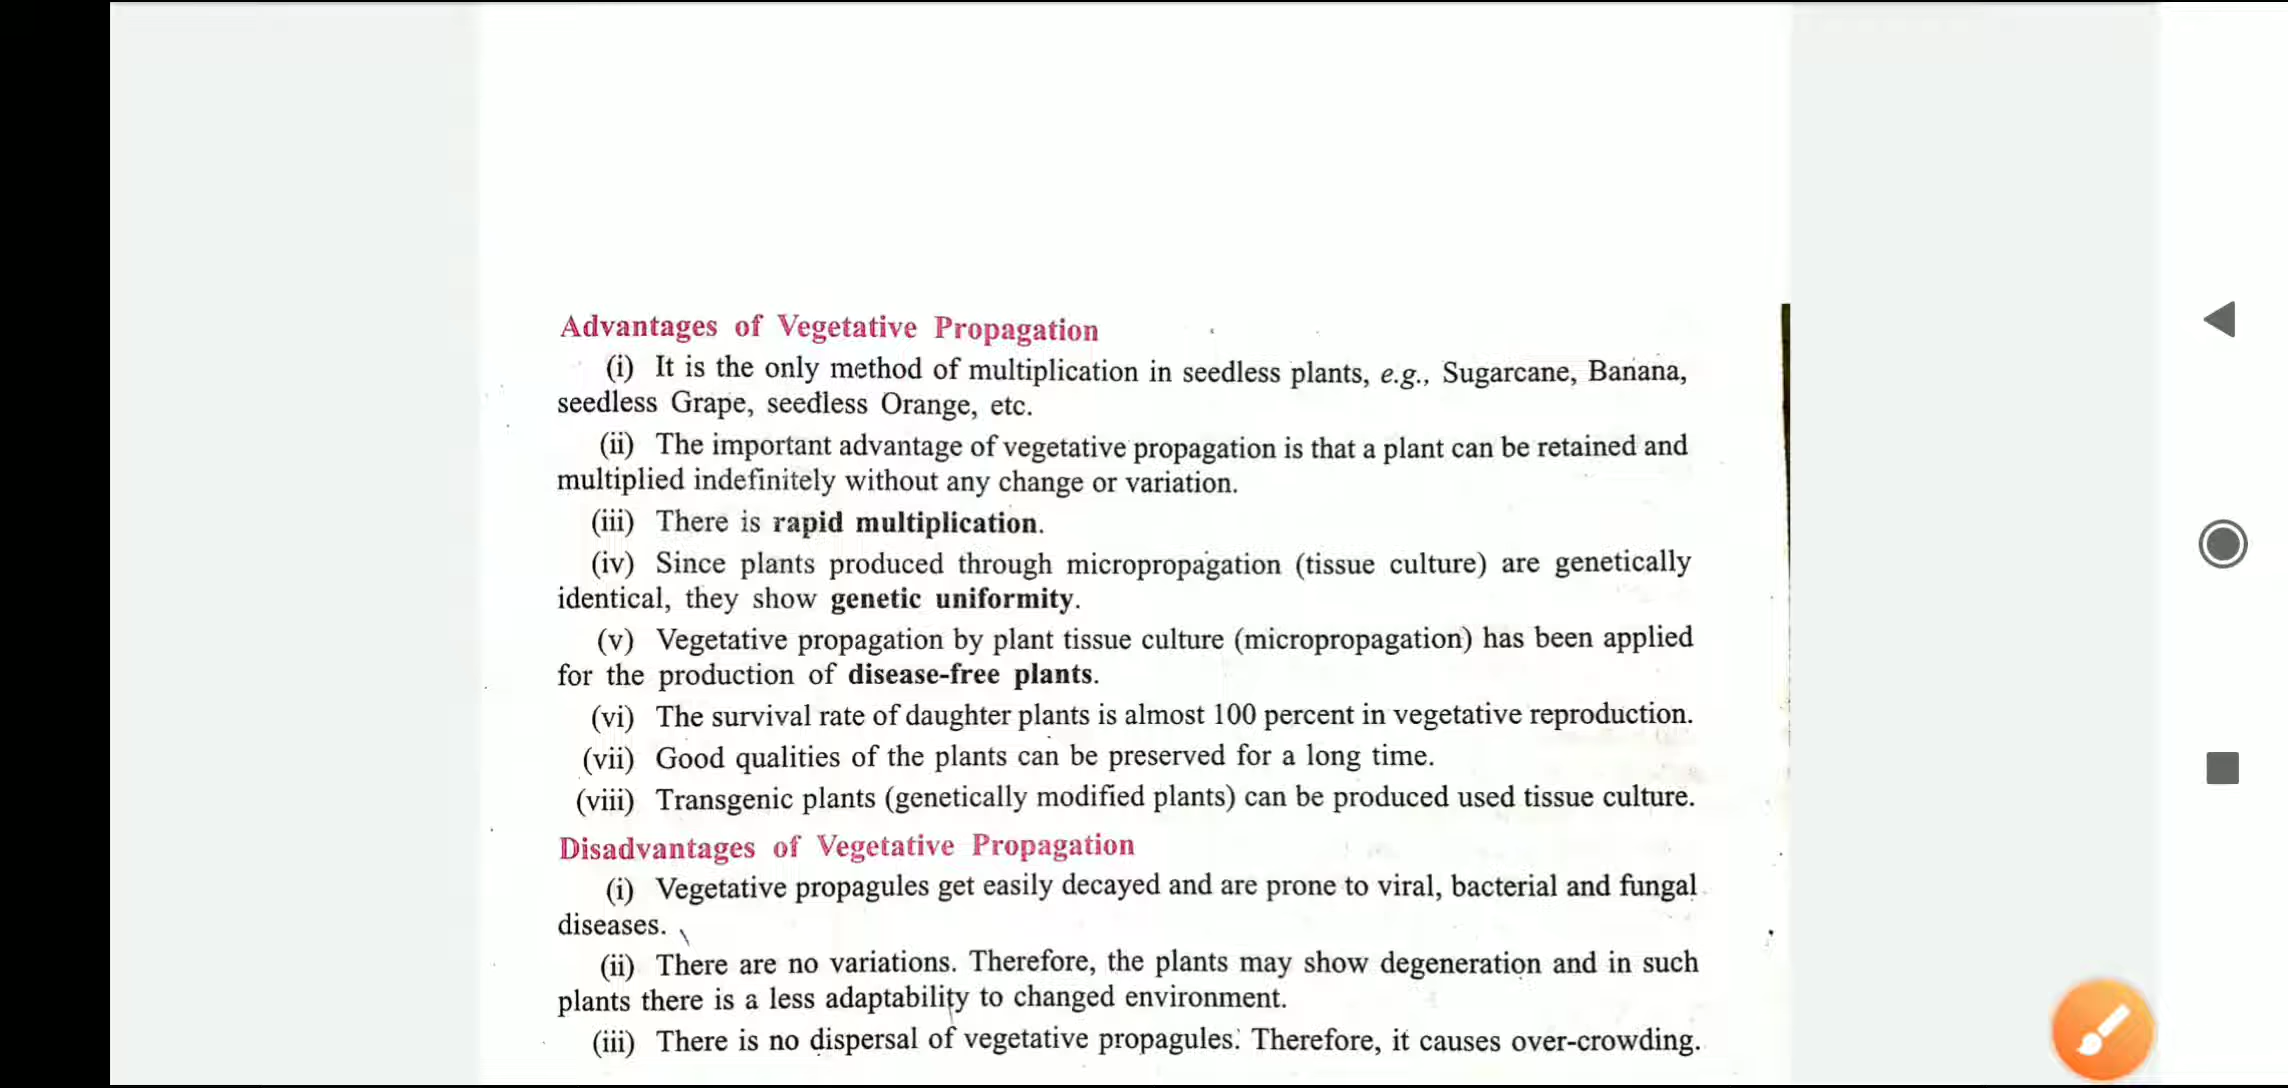 Advantages of Vegetative Propagation
(i) It is the only method of multiplication in seedless plants, e.g., Sugarcane, Banana,
seedless Grape, seedless Orange, etc.
(ii) The important advantage of vegetative propagation is that a plant can be retained and
multiplied indefinitely without any change or variation.
(iii) There is rapid multiplication.
(iv) Since plants produced through micropropagation (tissue culture) are genetically
identical, they show genetic uniformity.
(v) Vegetative propagation by plant tissue culture (micropropagation) has been applied
for the production of disease-free plants.
(vi) The survival rate of daughter plants is almost 100 percent in vegetative reproduction.
(vii) Good qualities of the plants can be preserved for a long time.
(viii) Transgenic plants (genetically modified plants) can be produced used tissue culture.
Disadvantages of Vegetative Propagation
(i) Vegetative propagules get easily decayed and are prone to viral, bacterial and fungal
diseases.
(ii) There are no variations. Therefore, the plants may show degeneration and in such
plants there is a less adaptability to changed environment.
(iii) There is no dispersal of vegetative propagules. Therefore, it causes over-crowding.